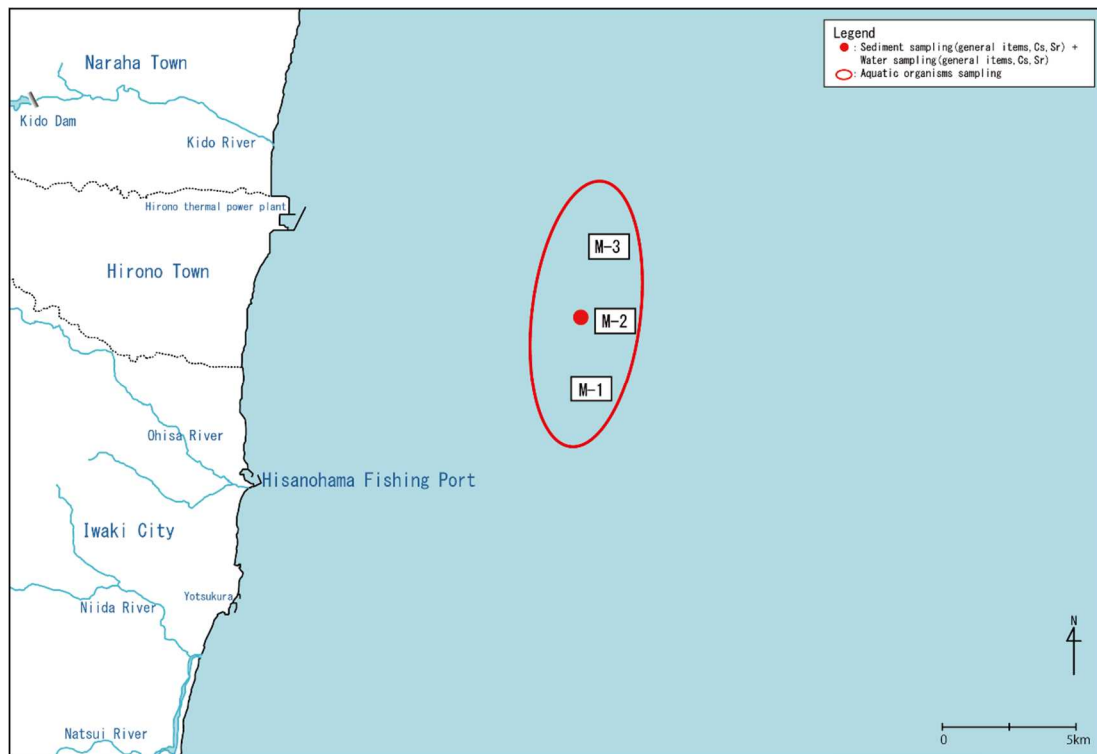 Legend
: Sediment sampling(general items,Cs,Sr) +
Water sampling(general items,Cs,Sr)
: Aquatic organisms sampling
Naraha Town
Kido Dam
Kido River
Hirono thermal power plant
M-3
Hirono Town
M-2
M-1
Ohisa River
Hisanohama Fishing Port
Iwaki City
Yotsukura
Niida River
N
Natsui River
0 5km